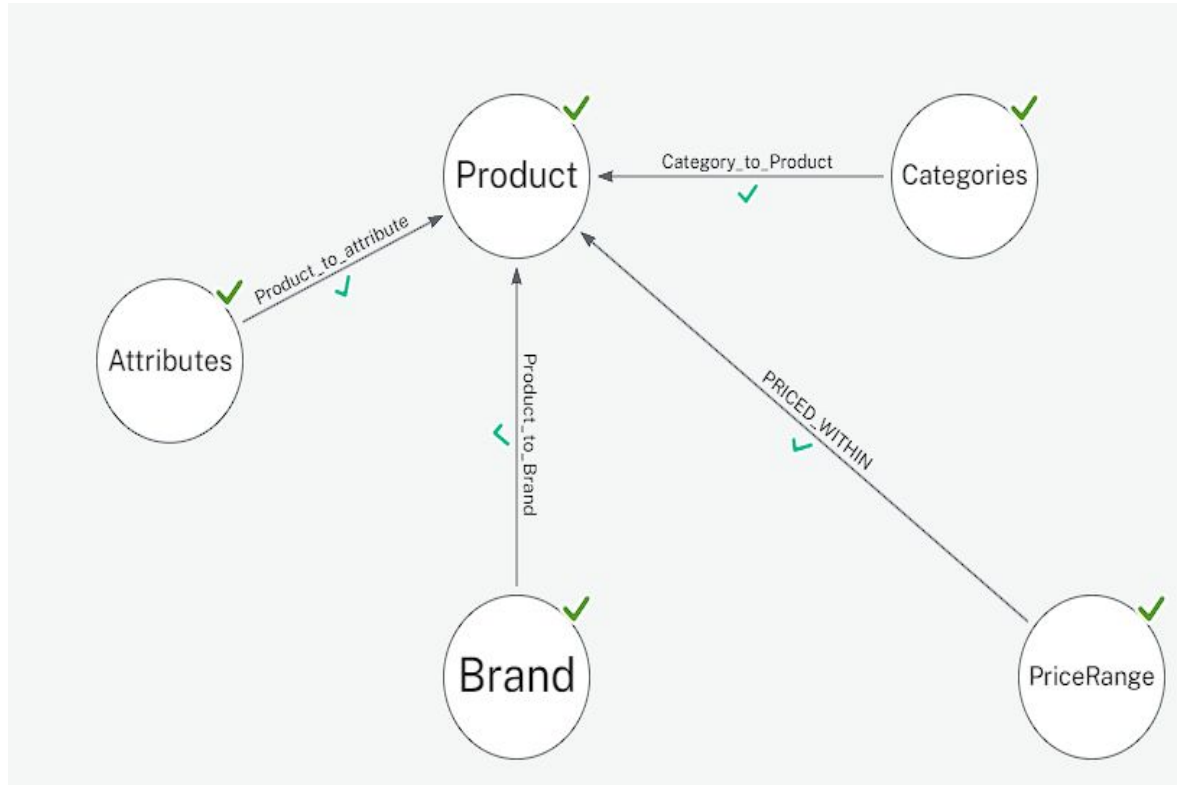 Product
Category_to_Product
Categories
Product_to_attribute
Attributes
Product_to_Brand
PRICED_WITHIN
Brand
PriceRange